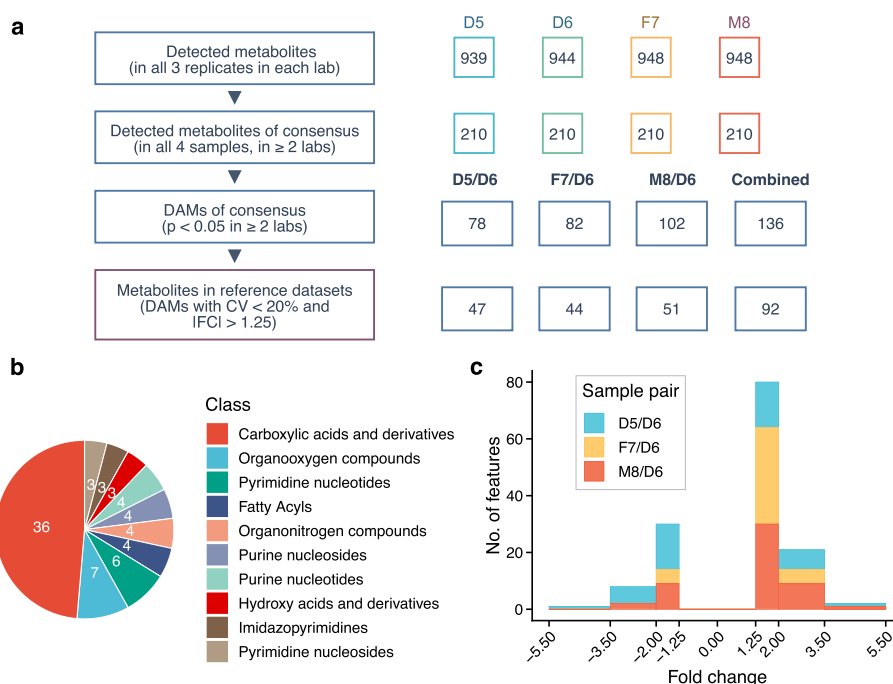 a
D5 D6 F7 M8
Detected metabolites
(in all 3 replicates in each lab)
939 944 948 948
Detected metabolites of consensus
(in all 4 samples, in ≥ 2 labs)
210 210 210 210
D5/D6 F7/D6 M8/D6 Combined
DAMs of consensus
(p < 0.05 in ≥ 2 labs)
78 82 102 136
Metabolites in reference datasets
(DAMs with CV < 20% and
|FC| > 1.25)
47 44 51 92
b
Class
Carboxylic acids and derivatives
Organooxygen compounds
Pyrimidine nucleotides
Fatty Acyls
Organonitrogen compounds
Purine nucleosides
Purine nucleotides
Hydroxy acids and derivatives
Imidazopyrimidines
Pyrimidine nucleosides
36
7
6
4
4
4
4
3
3
3
c
Sample pair
D5/D6
F7/D6
M8/D6
No. of features
80
60
40
20
0
−5.50 −3.50 −2.00 −1.25 0.00 1.25 2.00 3.50 5.50
Fold change